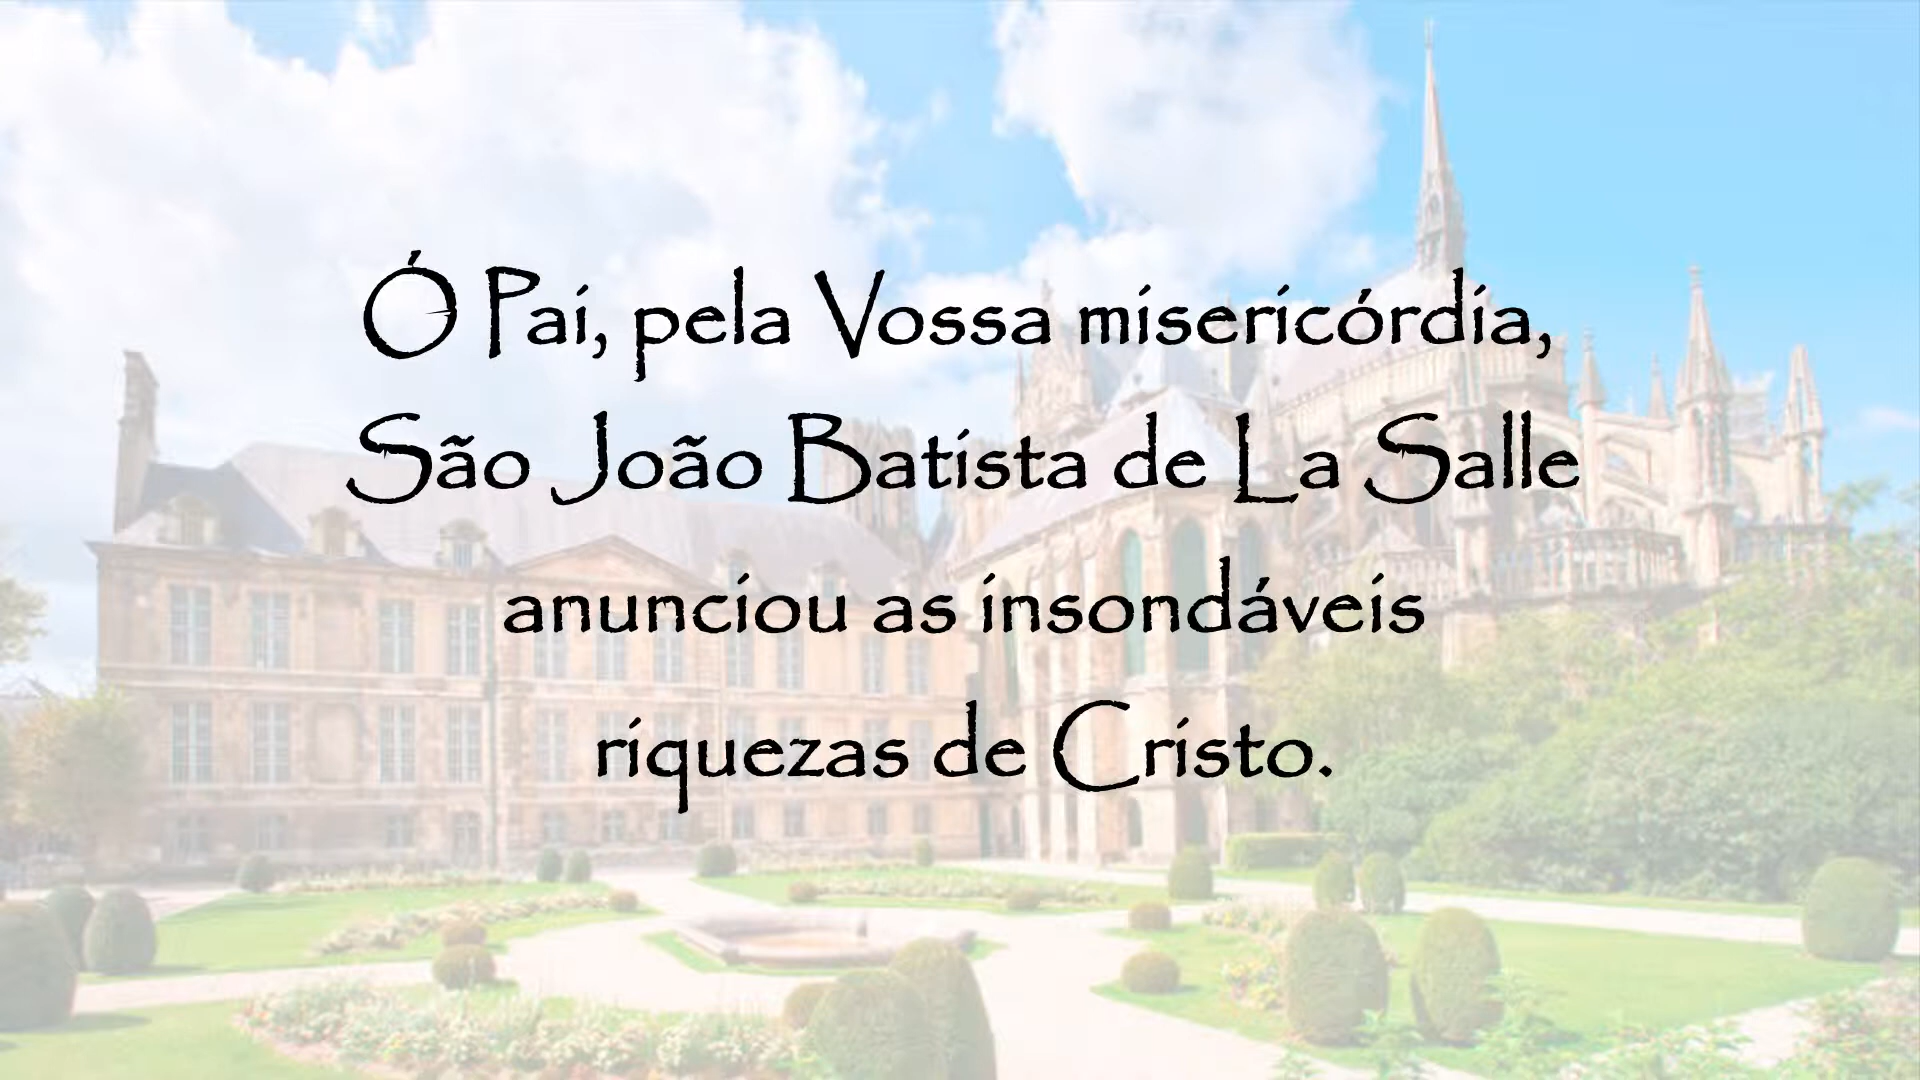 Ó Pai, pela Vossa misericórdia,
São João Batista de La Salle
anunciou as insondáveis
riquezas de Cristo.